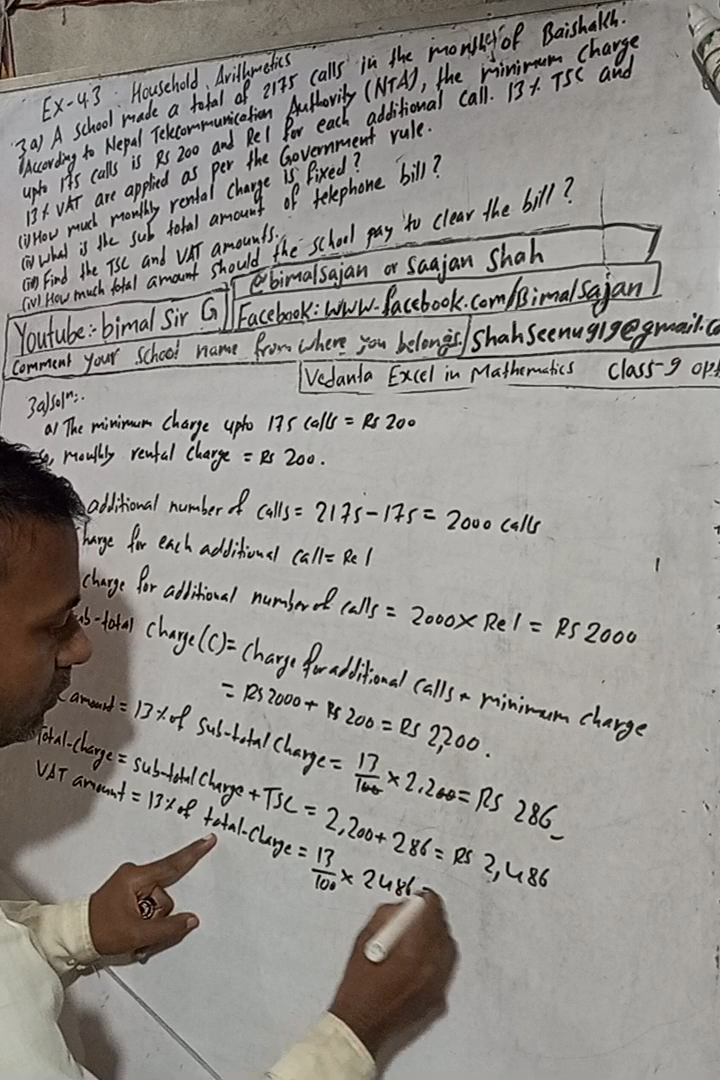 Ex-4.3 Household Arithmetics
3a) A school made a total of 2175 calls in the month of Baishakh.
According to Nepal Telecommunication Authority (NTA), the minimum charge
upto 175 calls is Rs 200 and Re 1 for each additional call. 13% TSC and
13% VAT are applied as per the Government rule.
(i) How much monthly rental charge is fixed?
(ii) What is the sub total amount of telephone bill?
(iii) Find the TSC and VAT amounts.
(iv) How much total amount should the school pay to clear the bill?
@bimalsajan or Saajan Shah
Youtube:- bimal Sir G
Facebook: www.facebook.com/Bimalsajan
Comment your school name from where you belongs/Shahseenu919@gmail.c
Vedanta Excel in Mathematics Class-9 opt
3a)soln:-
a) The minimum charge upto 175 calls = Rs 200
monthly rental charge = Rs 200.
additional number of calls = 2175-175 = 2000 calls
harge for each additional call = Re 1
charge for additional number of calls = 2000×Re 1 = Rs 2000
ub-total charge(C) = charge for additional calls + minimum charge
= Rs 2000 + Rs 200 = Rs 2,200.
amount = 13% of sub-total charge = 13/100 × 2,200 = Rs 286
Total-charge = sub-total charge + TSC = 2,200 + 286 = Rs 2,486
VAT amount = 13% of total-charge = 13/100 × 2486 =